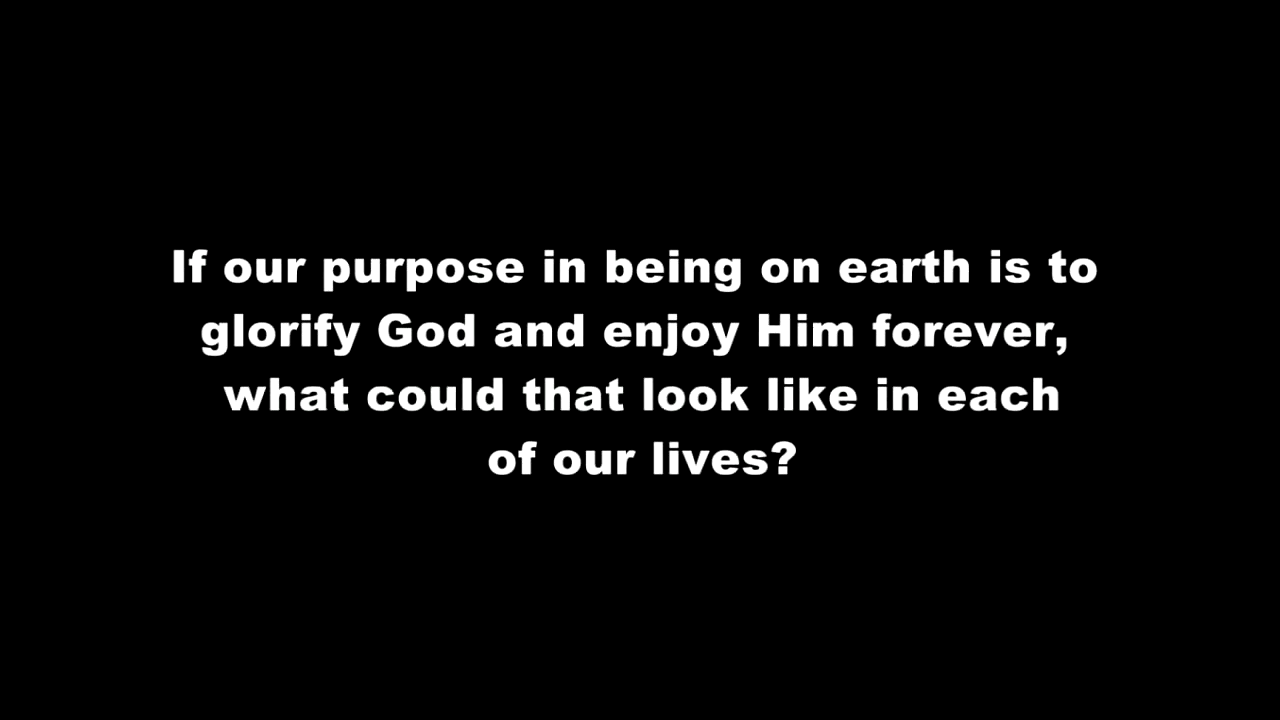 If our purpose in being on earth is to
glorify God and enjoy Him forever,
what could that look like in each
of our lives?